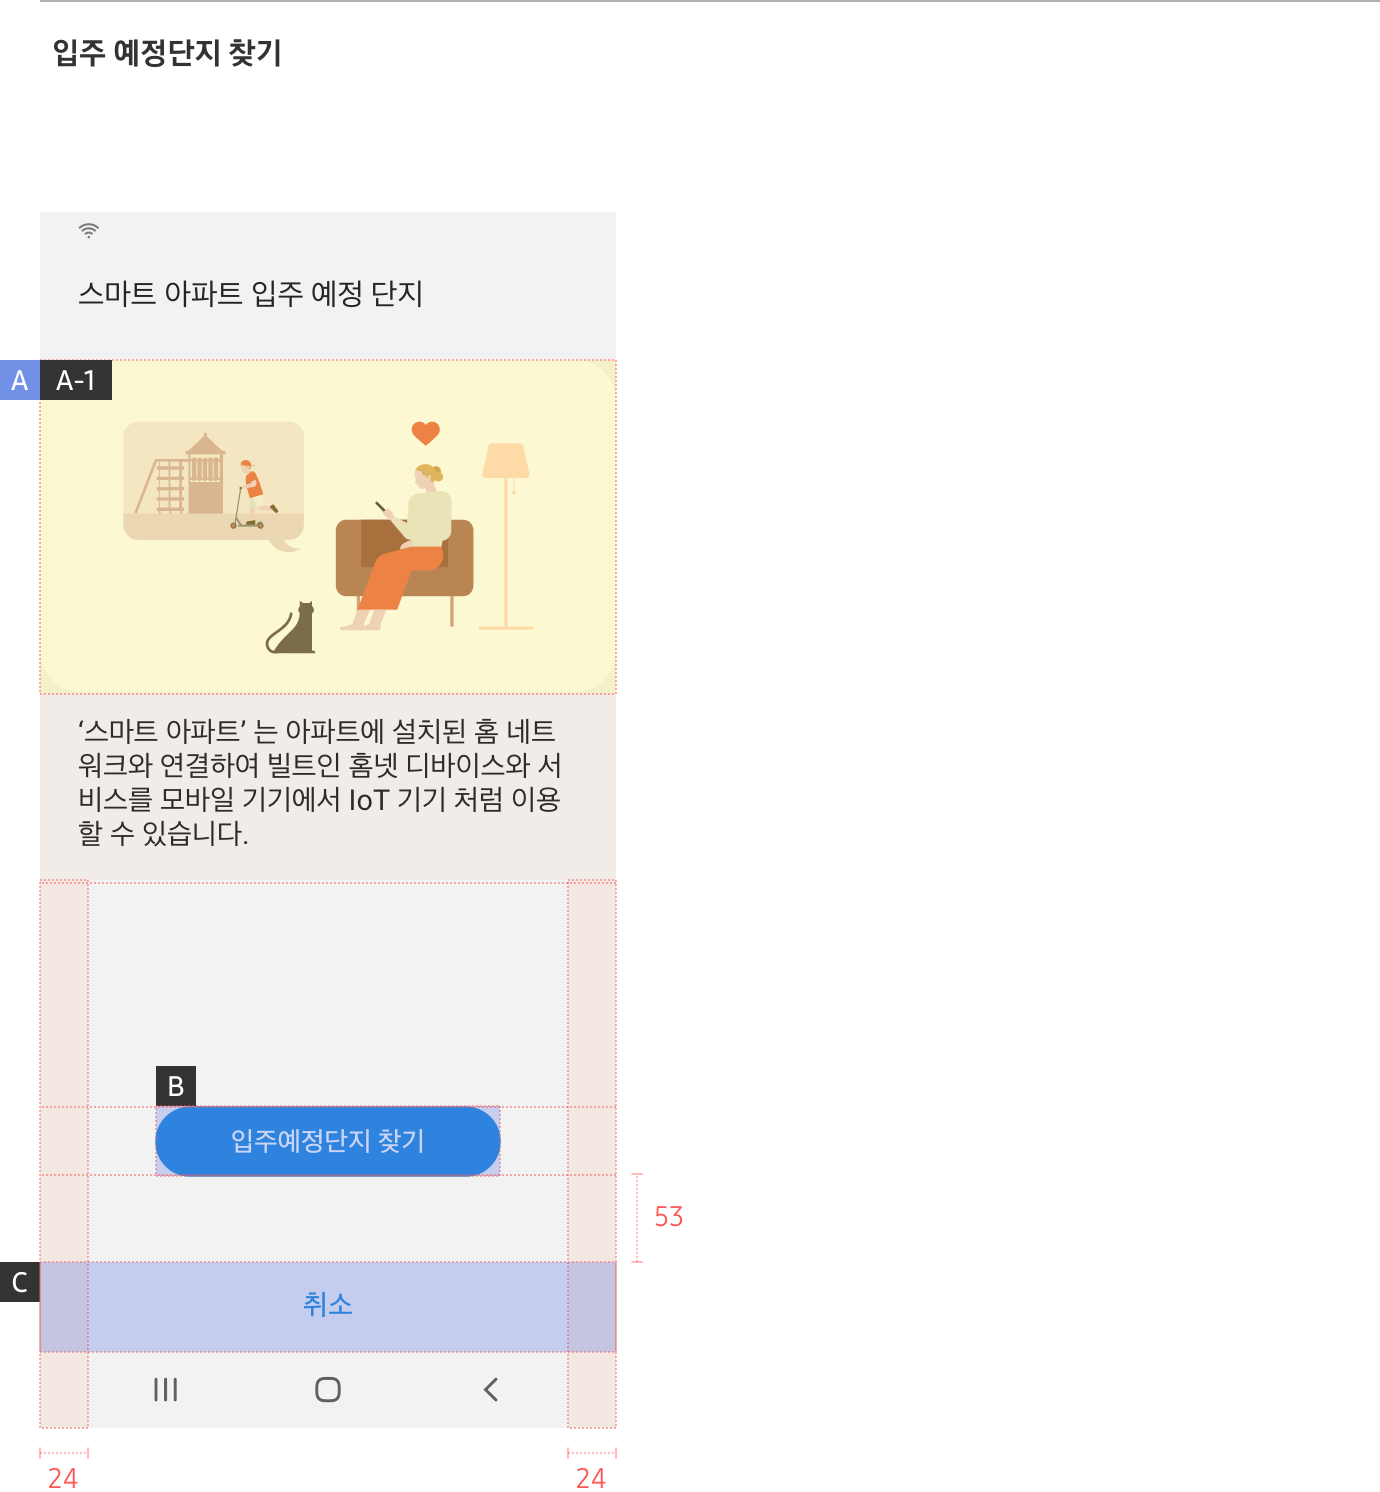 입주 예정단지 찾기
스마트 아파트 입주 예정 단지
A
A-1
‘스마트 아파트’ 는 아파트에 설치된 홈 네트
워크와 연결하여 빌트인 홈넷 디바이스와 서
비스를 모바일 기기에서 IoT 기기 처럼 이용
할 수 있습니다.
B
입주예정단지 찾기
53
C
취소
24
24